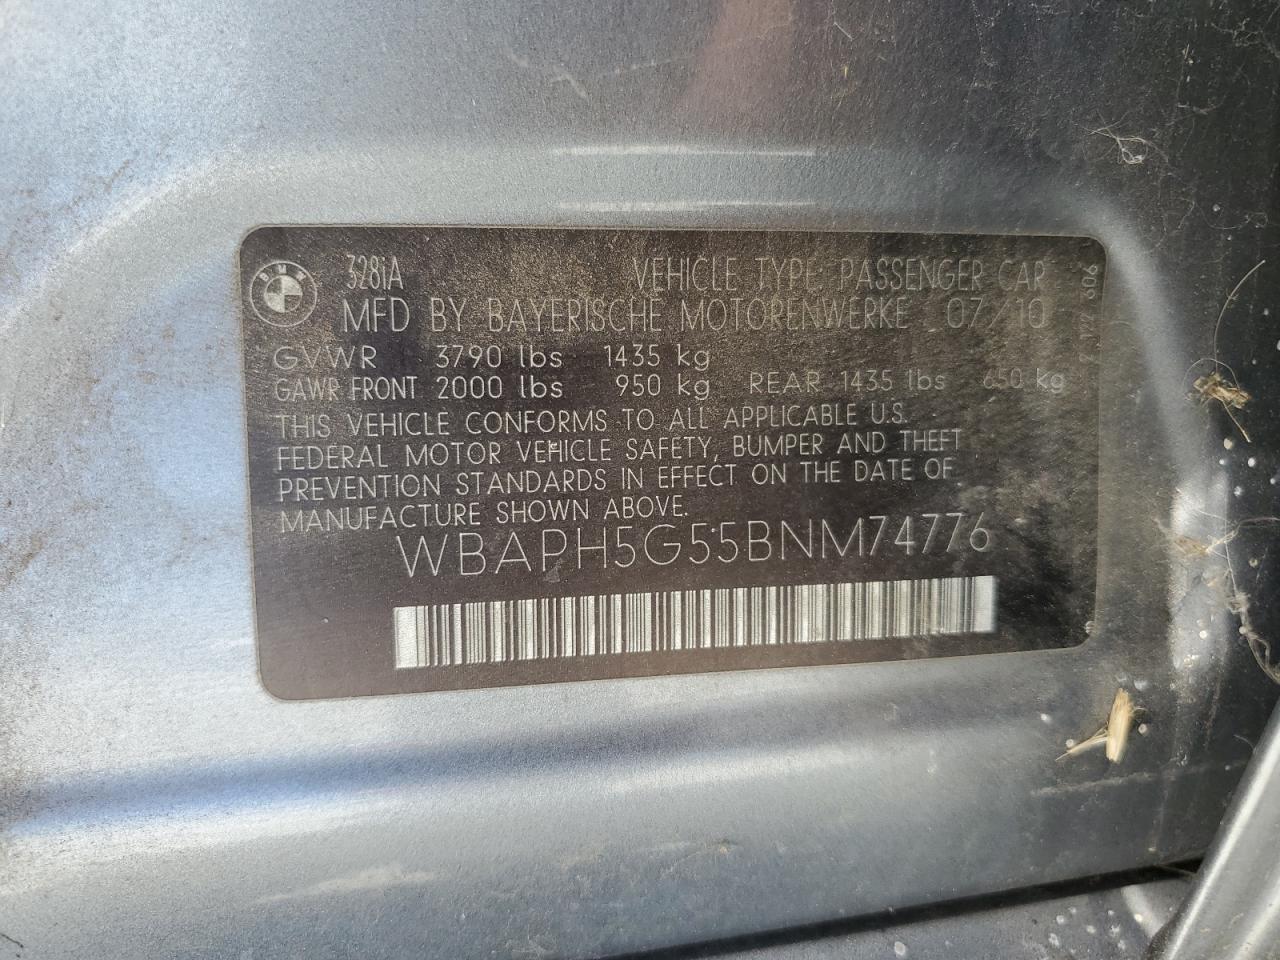 BMW
328iA VEHICLE TYPE: PASSENGER CAR
MFD BY BAYERISCHE MOTORENWERKE 07/10
GVWR 3790 lbs 1435 kg
GAWR FRONT 2000 lbs 950 kg REAR 1435 lbs 650 kg
THIS VEHICLE CONFORMS TO ALL APPLICABLE U.S.
FEDERAL MOTOR VEHICLE SAFETY, BUMPER AND THEFT
PREVENTION STANDARDS IN EFFECT ON THE DATE OF
MANUFACTURE SHOWN ABOVE.
WBAPH5G55BNM74776